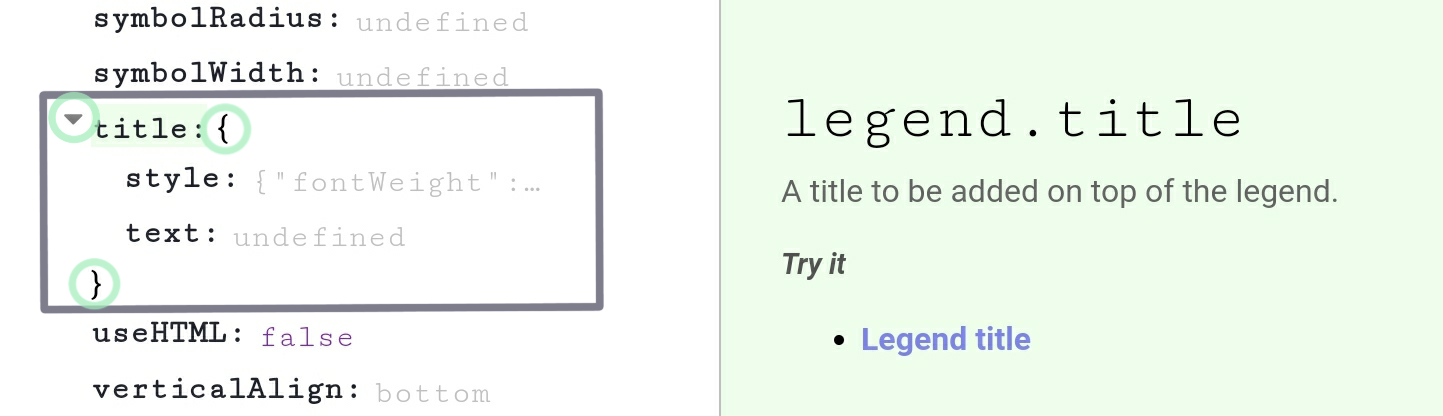 symbolRadius: undefined
symbolWidth: undefined
title: {
style: {"fontWeight":…
text: undefined
}
useHTML: false
verticalAlign: bottom
legend.title
A title to be added on top of the legend.
Try it
• Legend title